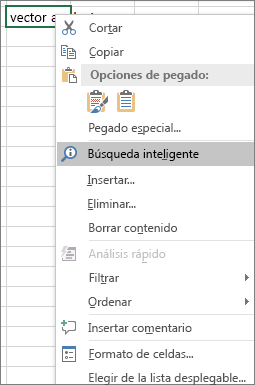 vector a
Cortar
Copiar
Opciones de pegado:
Pegado especial...
Búsqueda inteligente
Insertar...
Eliminar...
Borrar contenido
Análisis rápido
Filtrar
Ordenar
Insertar comentario
Formato de celdas...
Elegir de la lista desplegable...